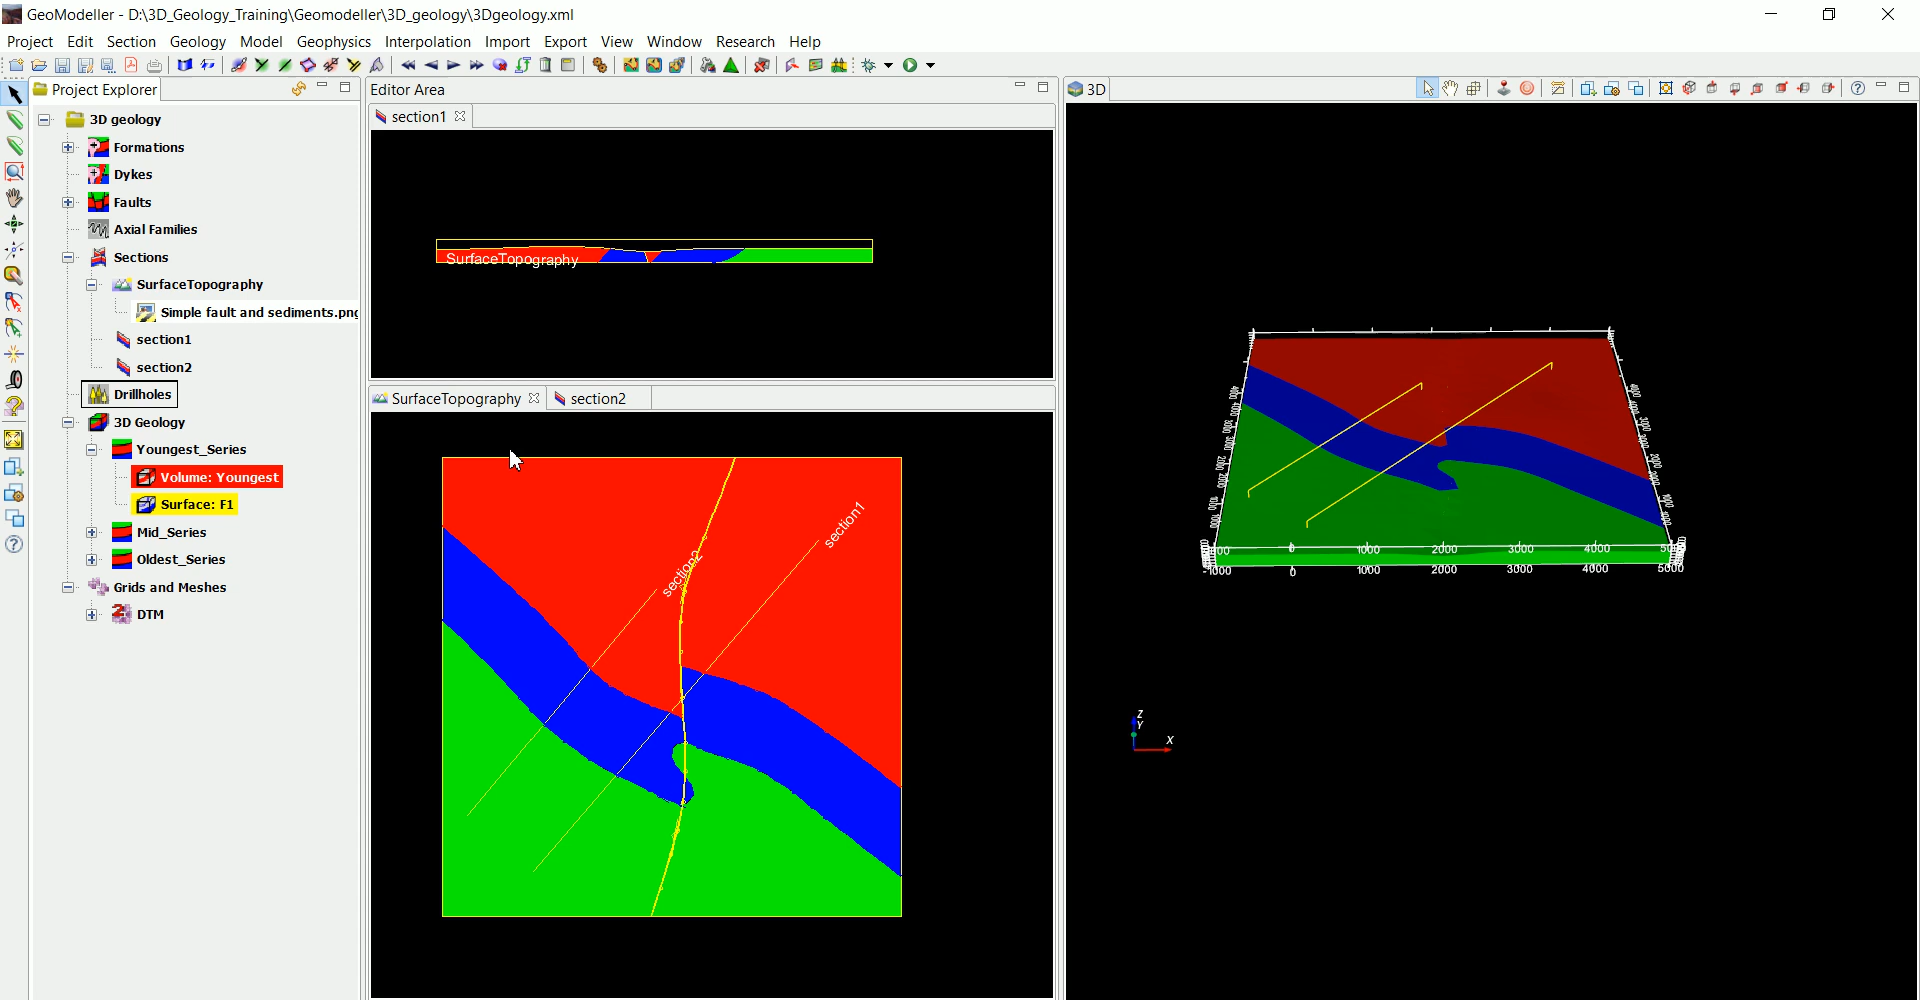 GeoModeller - D:\3D_Geology_Training\Geomodeller\3D_geology\3Dgeology.xml
Project Edit Section Geology Model Geophysics Interpolation Import Export View Window Research Help
Project Explorer
3D geology
Formations
Dykes
Faults
Axial Families
Sections
SurfaceTopography
Simple fault and sediments.png
section1
section2
Drillholes
3D Geology
Youngest_Series
Volume: Youngest
Surface: F1
Mid_Series
Oldest_Series
Grids and Meshes
DTM
Editor Area
section1
SurfaceTopography
SurfaceTopography section2
section1
section2
3D
0 1000 2000 3000 4000 5000
-1000 0 1000 2000 3000 4000 5000
Z
Y
X